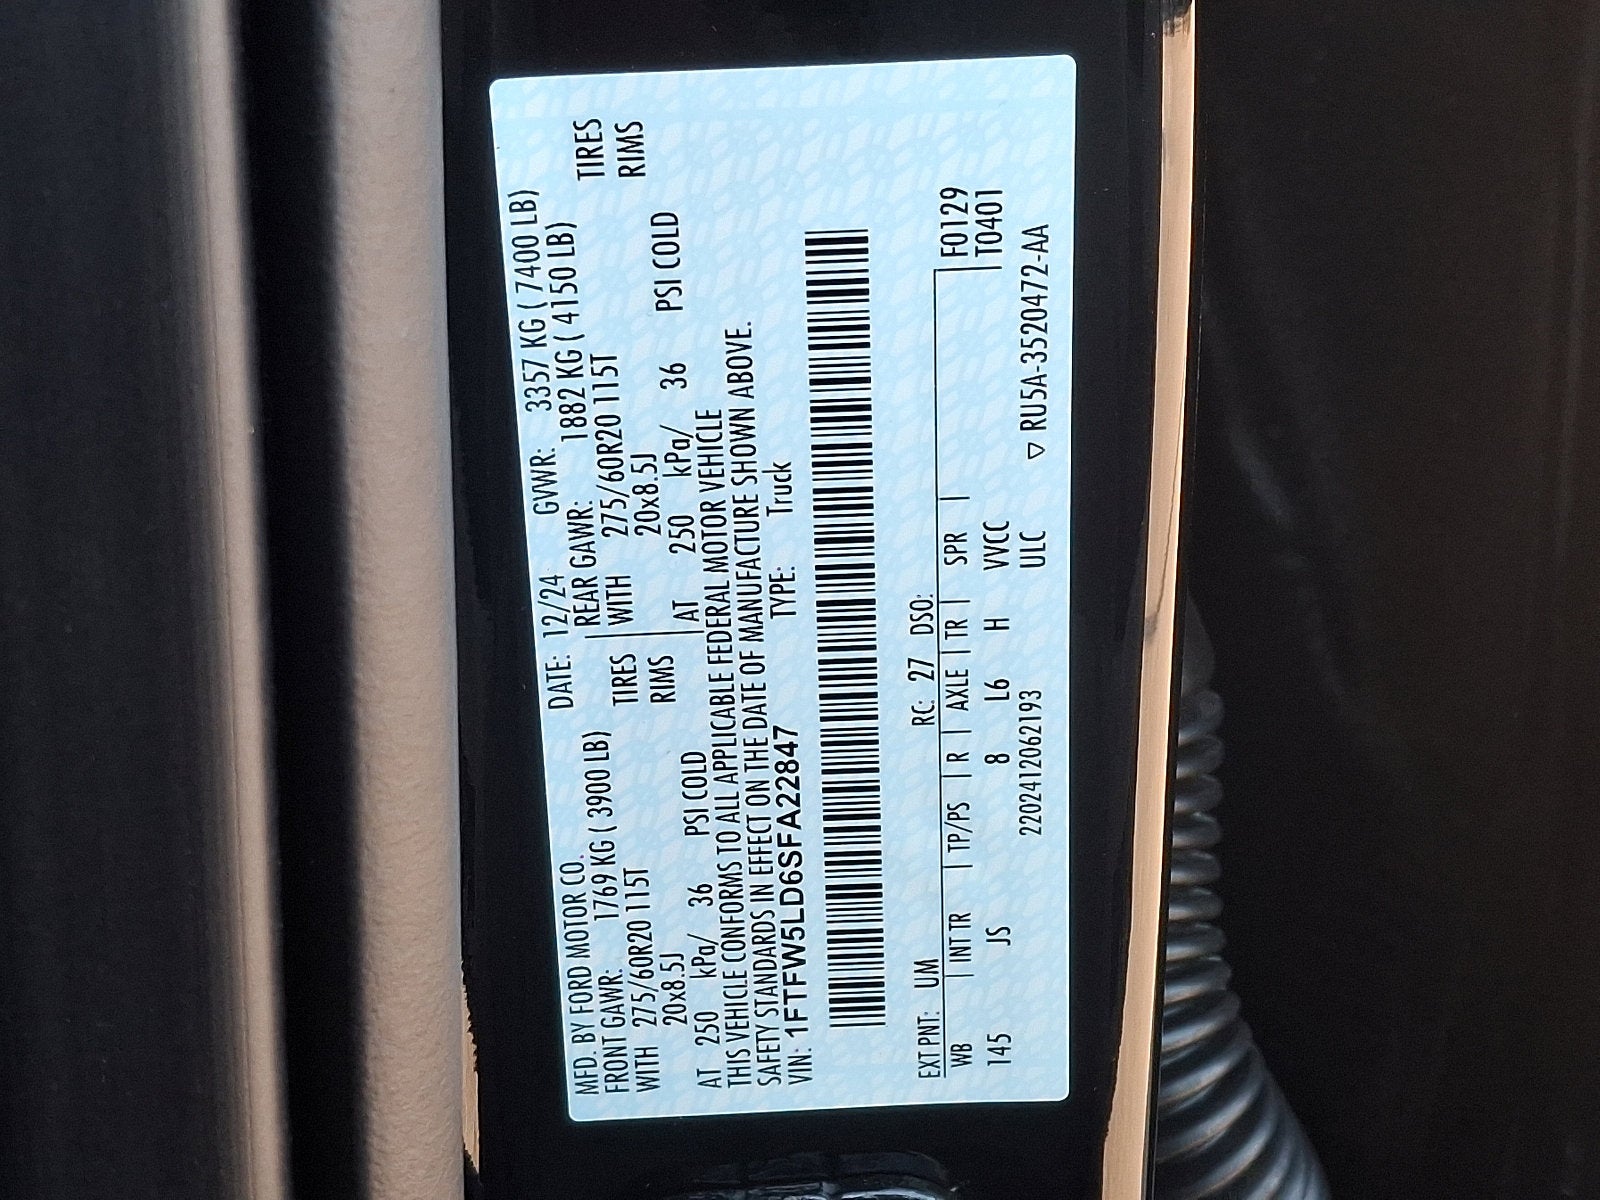 MFD. BY FORD MOTOR CO. DATE: 12/24 GVWR: 3357 KG ( 7400 LB)
FRONT GAWR: 1769 KG ( 3900 LB) REAR GAWR: 1882 KG ( 4150 LB)
WITH 275/60R20 115T TIRES WITH 275/60R20 115T TIRES
20x8.5J RIMS 20x8.5J RIMS
AT 250 kPa/ 36 PSI COLD AT 250 kPa/ 36 PSI COLD
THIS VEHICLE CONFORMS TO ALL APPLICABLE FEDERAL MOTOR VEHICLE
SAFETY STANDARDS IN EFFECT ON THE DATE OF MANUFACTURE SHOWN ABOVE.
VIN: 1FTFW5LD6SFA22847 TYPE: Truck
EXT PNT: UM RC: 27 DSO:
WB | INT TR | TP/PS | R | AXLE | TR | SPR | F0129
145 JS 8 L6 H VVCC T0401
2202412062193 ULC ▽ RU5A-3520472-AA